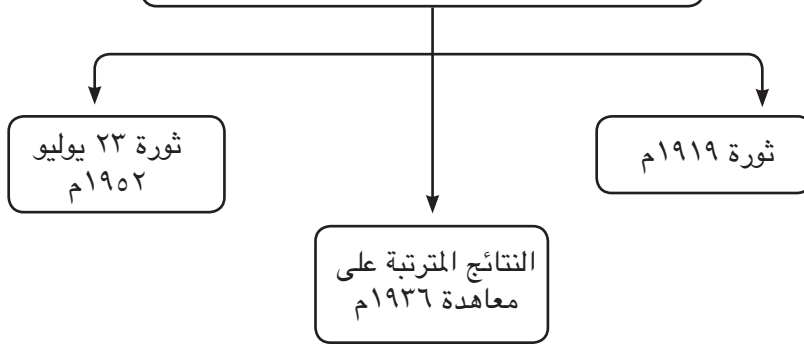 ثورة ١٩١٩م
النتائج المترتبة على
معاهدة ١٩٣٦م
ثورة ٢٣ يوليو
١٩٥٢م